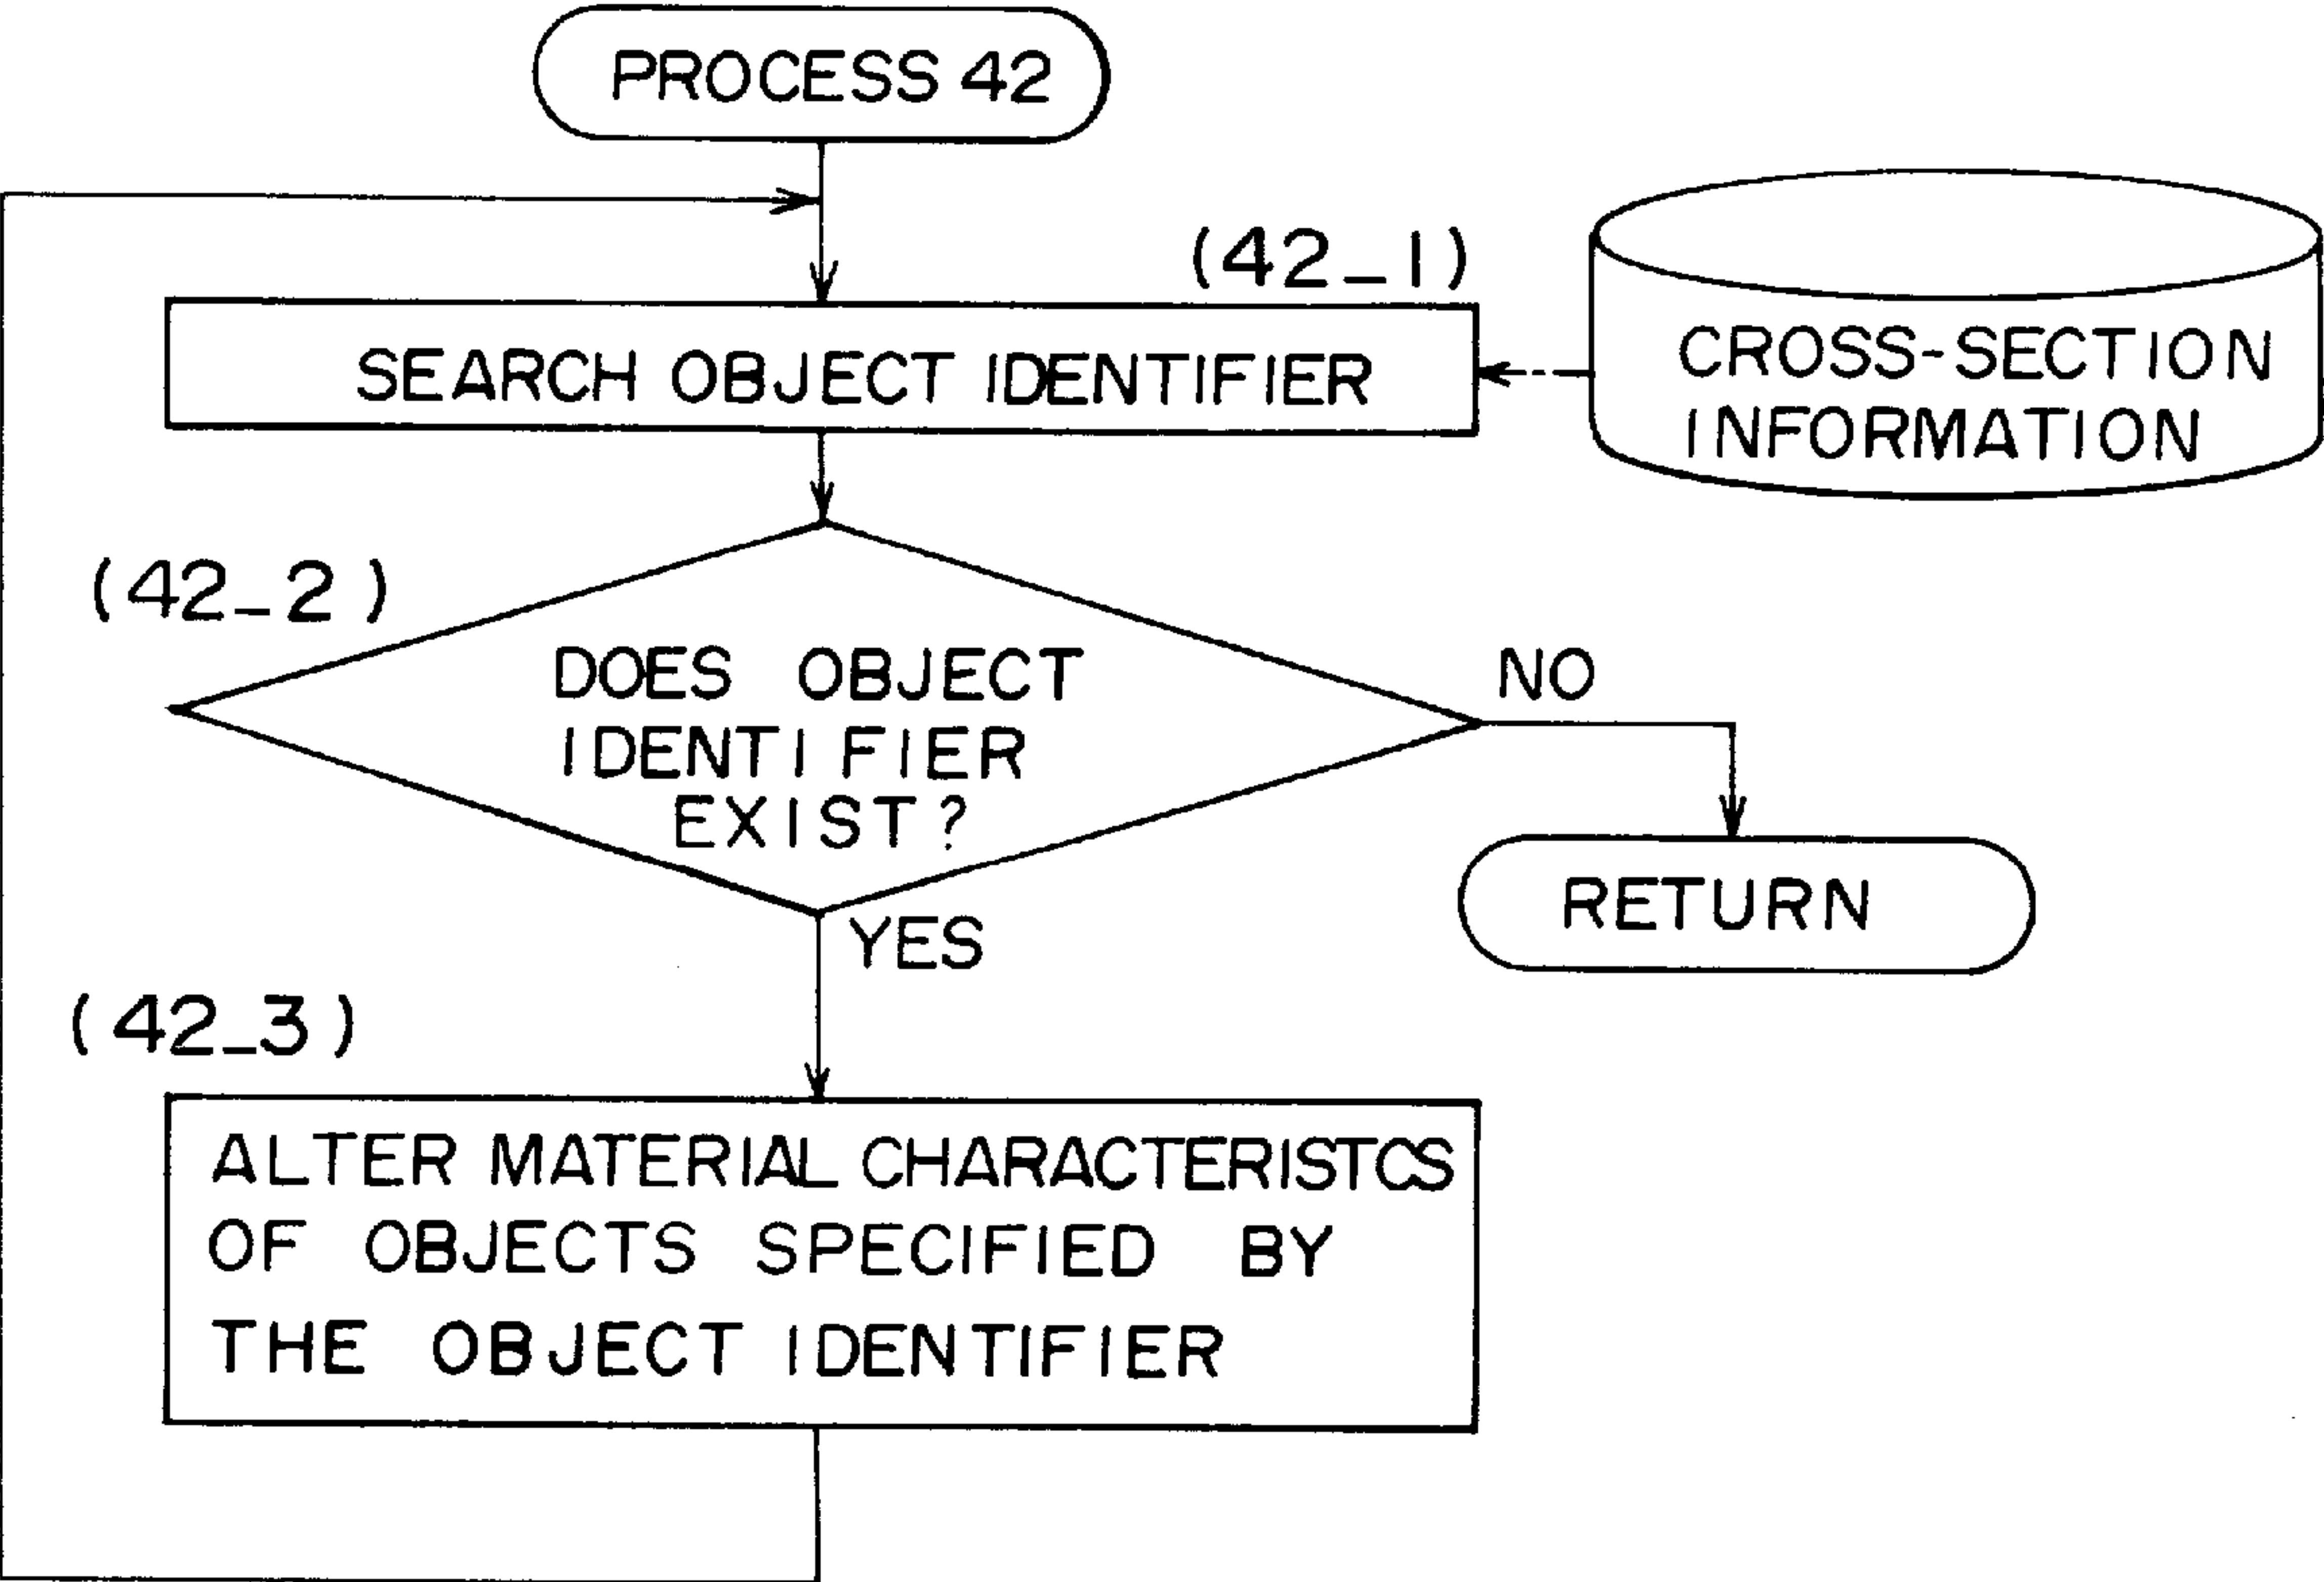 PROCESS 42
(42_1)
SEARCH OBJECT IDENTIFIER
CROSS-SECTION
INFORMATION
(42_2)
DOES OBJECT
IDENTIFIER
EXIST?
NO
RETURN
YES
(42_3)
ALTER MATERIAL CHARACTERISTCS
OF OBJECTS SPECIFIED BY
THE OBJECT IDENTIFIER